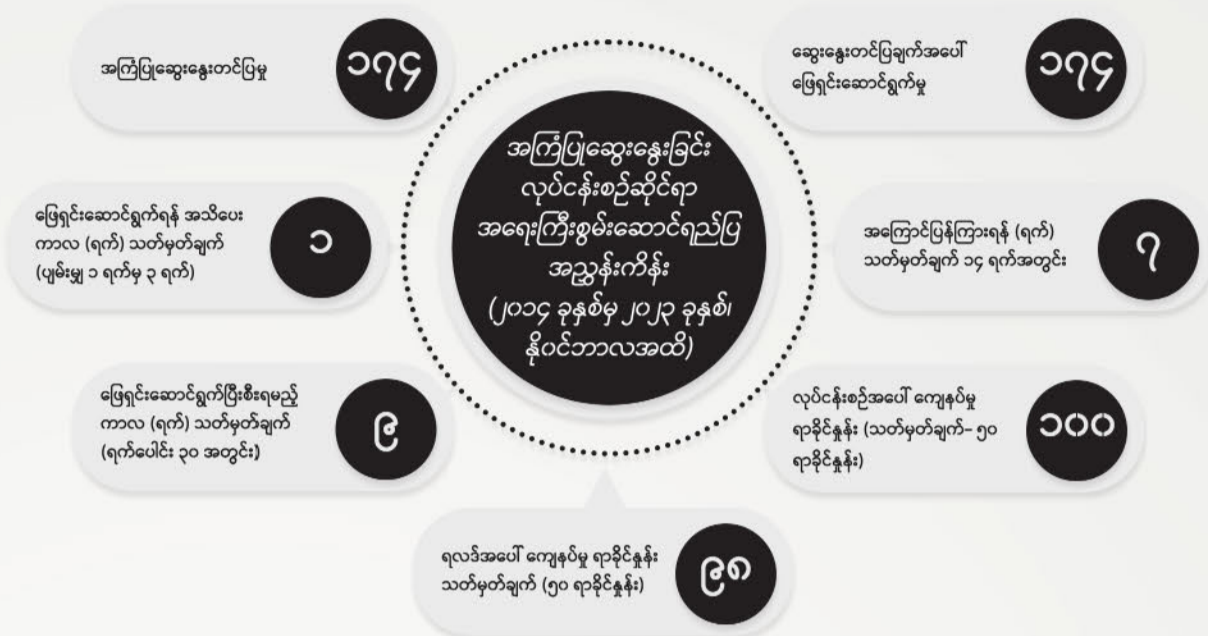 အကြံပြုဆွေးနွေးတင်ပြမှု
၁၇၄
ဆွေးနွေးတင်ပြချက်အပေါ်
ဖြေရှင်းဆောင်ရွက်မှု
၁၇၄
အကြံပြုဆွေးနွေးခြင်း
လုပ်ငန်းစဉ်ဆိုင်ရာ
အရေးကြီးစွမ်းဆောင်ရည်ပြ
အညွှန်းကိန်း
(၂၀၁၄ ခုနှစ်မှ ၂၀၂၃ ခုနှစ်၊
နိုဝင်ဘာလအထိ)
ဖြေရှင်းဆောင်ရွက်ရန် အသိပေး
ကာလ (ရက်) သတ်မှတ်ချက်
(ပျမ်းမျှ ၁ ရက်မှ ၃ ရက်)
၁
အကြောင်ပြန်ကြားရန် (ရက်)
သတ်မှတ်ချက် ၁၄ ရက်အတွင်း
၇
ဖြေရှင်းဆောင်ရွက်ပြီးစီးရမည့်
ကာလ (ရက်) သတ်မှတ်ချက်
(ရက်ပေါင်း ၃၀ အတွင်း)
၉
လုပ်ငန်းစဉ်အပေါ် ကျေနပ်မှု
ရာခိုင်နှုန်း (သတ်မှတ်ချက်– ၅၀
ရာခိုင်နှုန်း)
၁၀၀
ရလဒ်အပေါ် ကျေနပ်မှု ရာခိုင်နှုန်း
သတ်မှတ်ချက် (၅၀ ရာခိုင်နှုန်း)
၉၈